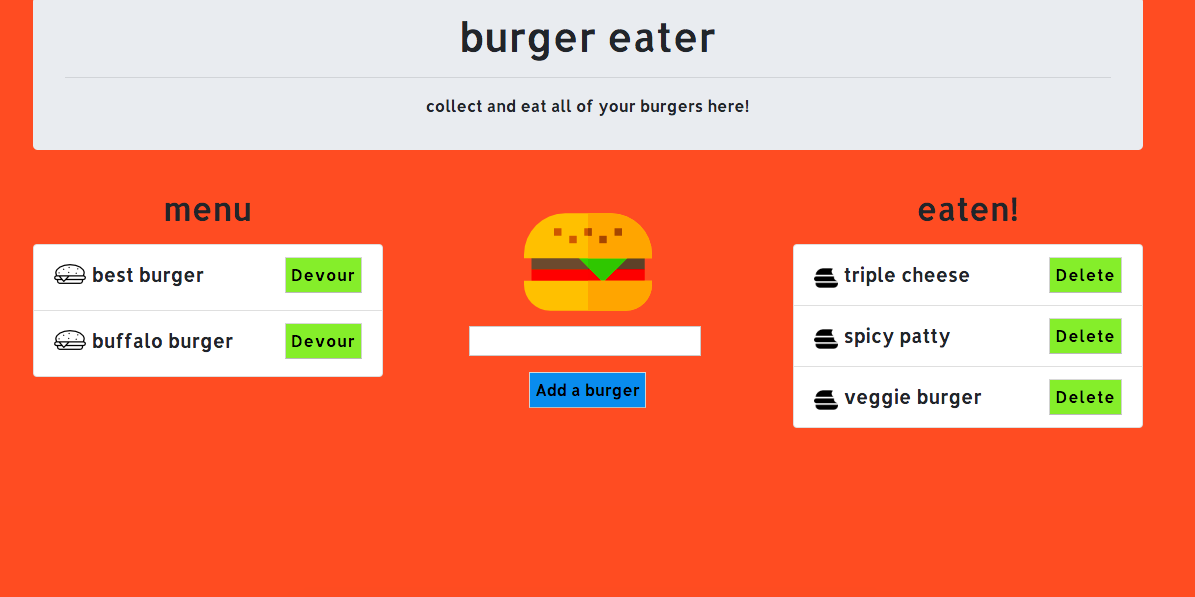 burger eater
collect and eat all of your burgers here!
menu
best burger Devour
buffalo burger Devour
Add a burger
eaten!
triple cheese Delete
spicy patty Delete
veggie burger Delete